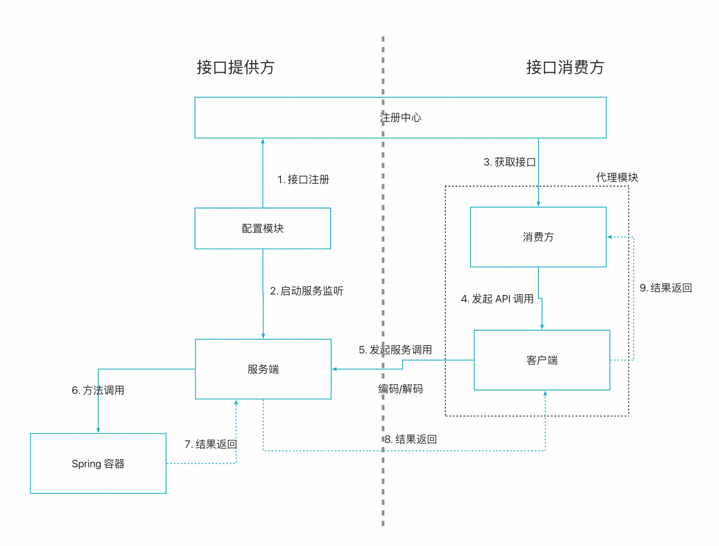 接口提供方
接口消费方
注册中心
3. 获取接口
代理模块
1. 接口注册
配置模块
消费方
2. 启动服务监听
9. 结果返回
4. 发起 API 调用
5. 发起服务调用
服务端
客户端
编码/解码
6. 方法调用
7. 结果返回
8. 结果返回
Spring 容器